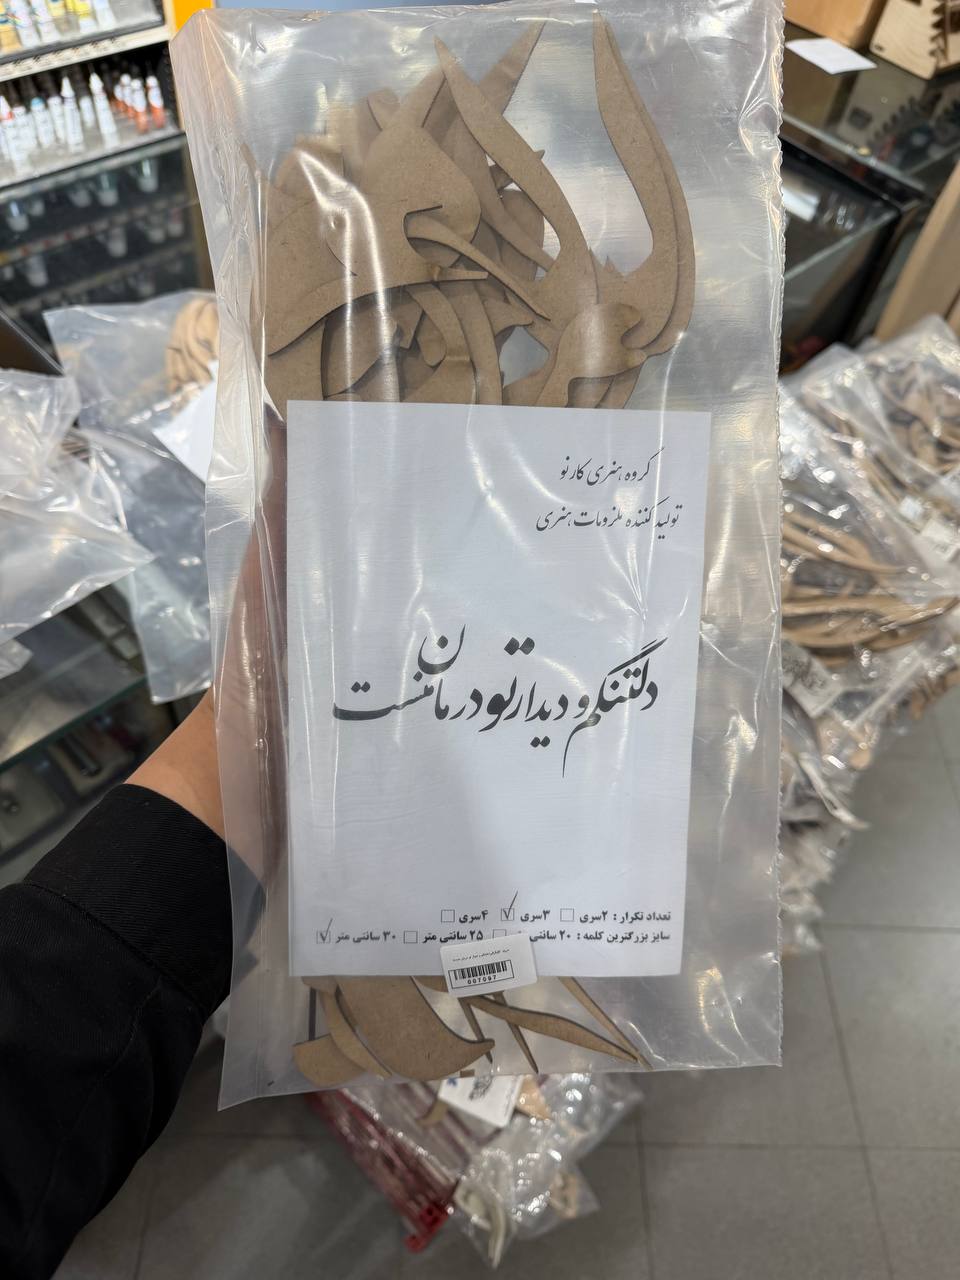 گروه هنری کارنو
تولید کننده ملزومات هنری
دلتنگم و دیدار تو درمان منست
تعداد تکرار : ۲سری ☐ ۳سری ☑ ۴سری ☐
سایز بزرگترین کلمه : ۲۰ سانتی ☐ ۲۵ سانتی متر ☐ ۳۰ سانتی متر ☑
007097